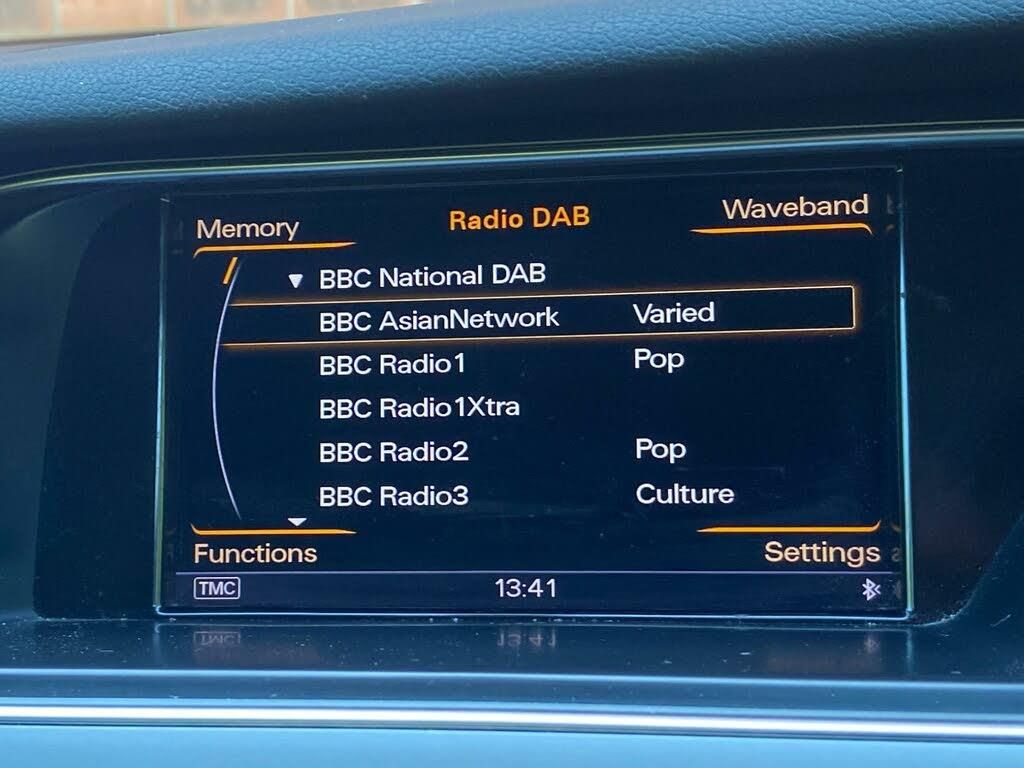 Memory Radio DAB Waveband
BBC National DAB
BBC AsianNetwork Varied
BBC Radio1 Pop
BBC Radio1Xtra
BBC Radio2 Pop
BBC Radio3 Culture
Functions Settings
TMC 13:41